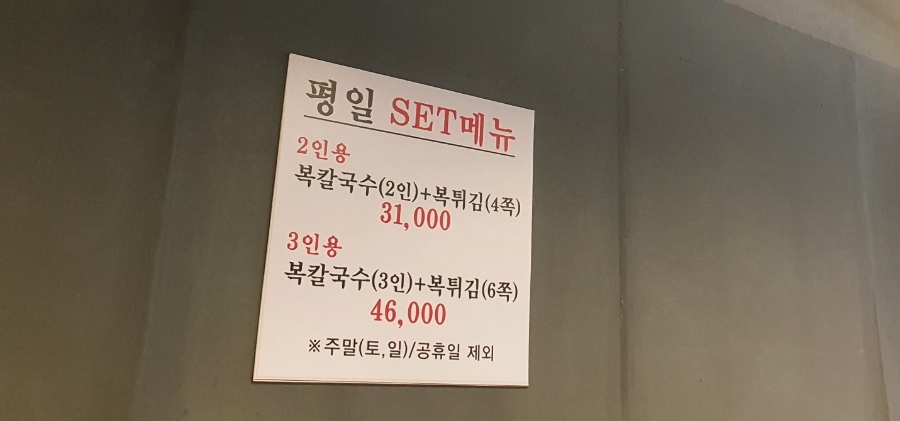 평일 SET메뉴
2인용
복칼국수(2인)+복튀김(4쪽)
31,000
3인용
복칼국수(3인)+복튀김(6쪽)
46,000
※주말(토,일)/공휴일 제외